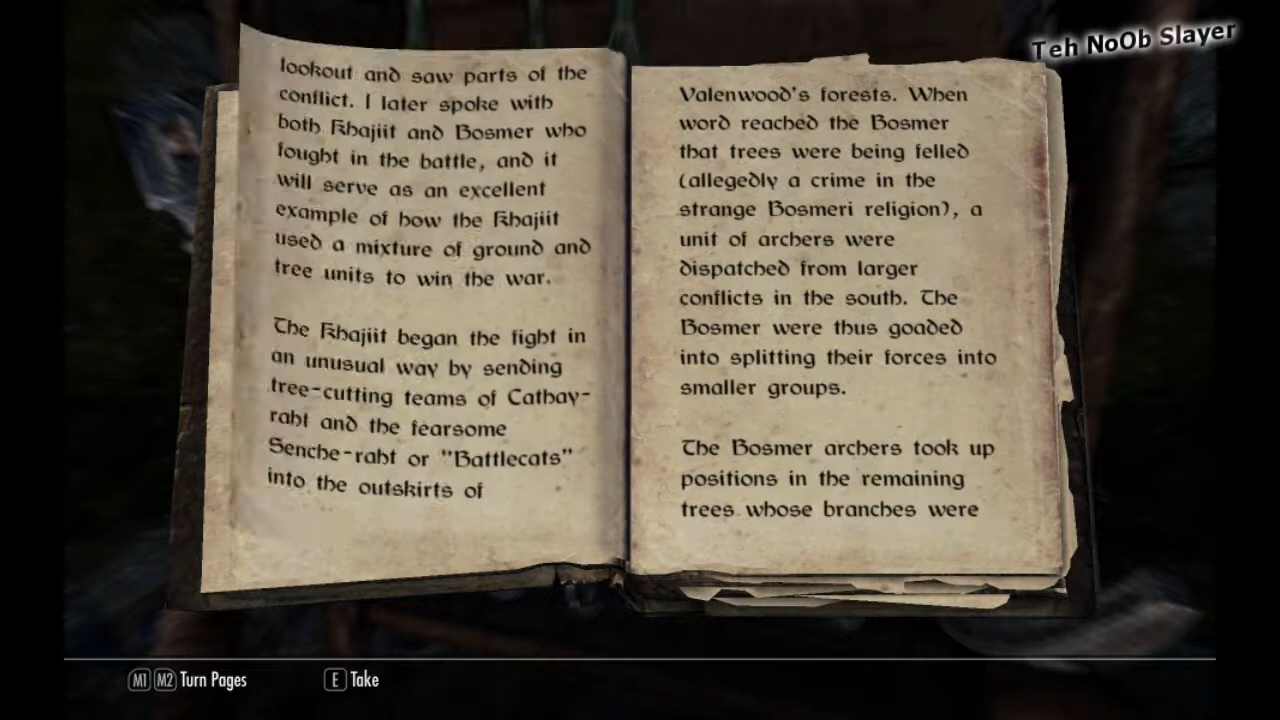 Teh NoOb Slayer
lookout and saw parts of the
conflict. I later spoke with
both Khajiit and Bosmer who
fought in the battle, and it
will serve as an excellent
example of how the Khajiit
used a mixture of ground and
tree units to win the war.
The Khajiit began the fight in
an unusual way by sending
tree-cutting teams of Cathay-
raht and the fearsome
Senche-raht or "Battlecats"
into the outskirts of
Valenwood's forests. When
word reached the Bosmer
that trees were being felled
(allegedly a crime in the
strange Bosmeri religion), a
unit of archers were
dispatched from larger
conflicts in the south. The
Bosmer were thus goaded
into splitting their forces into
smaller groups.
The Bosmer archers took up
positions in the remaining
trees whose branches were
M1 M2 Turn Pages
E Take